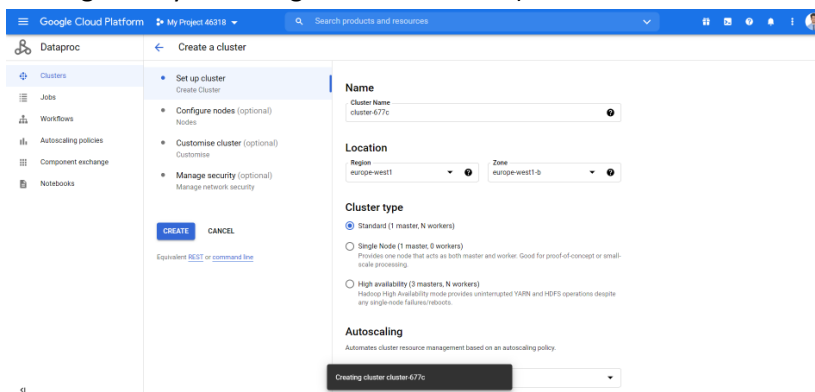 Google Cloud Platform My Project 46318 Search products and resources
Dataproc
Create a cluster
Clusters
Jobs
Workflows
Autoscaling policies
Component exchange
Notebooks
Set up cluster
Create Cluster
Configure nodes (optional)
Nodes
Customise cluster (optional)
Customise
Manage security (optional)
Manage network security
CREATE CANCEL
Equivalent REST or command line
Name
Cluster Name
cluster-677c
Location
Region
europe-west1
Zone
europe-west1-b
Cluster type
Standard (1 master, N workers)
Single Node (1 master, 0 workers)
Provides one node that acts as both master and worker. Good for proof-of-concept or small-
scale processing.
High availability (3 masters, N workers)
Hadoop High Availability mode provides uninterrupted YARN and HDFS operations despite
any single-node failures/reboots.
Autoscaling
Automates cluster resource management based on an autoscaling policy.
Creating cluster cluster-677c